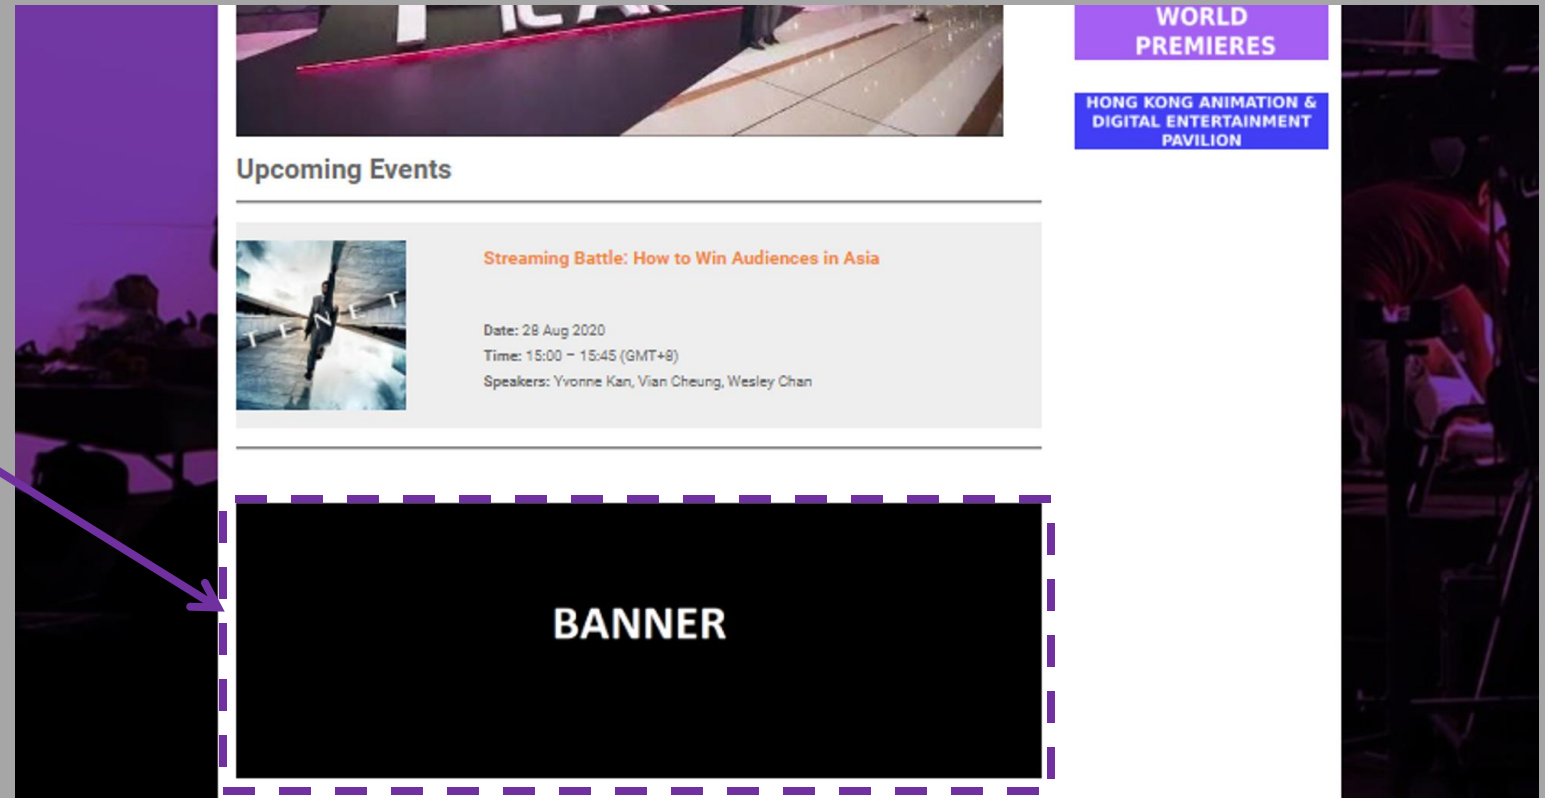 WORLD
PREMIERES
HONG KONG ANIMATION &
DIGITAL ENTERTAINMENT
PAVILION
Upcoming Events
Streaming Battle: How to Win Audiences in Asia
TENET
Date: 28 Aug 2020
Time: 15:00 – 15:45 (GMT+8)
Speakers: Yvonne Kan, Vian Cheung, Wesley Chan
BANNER